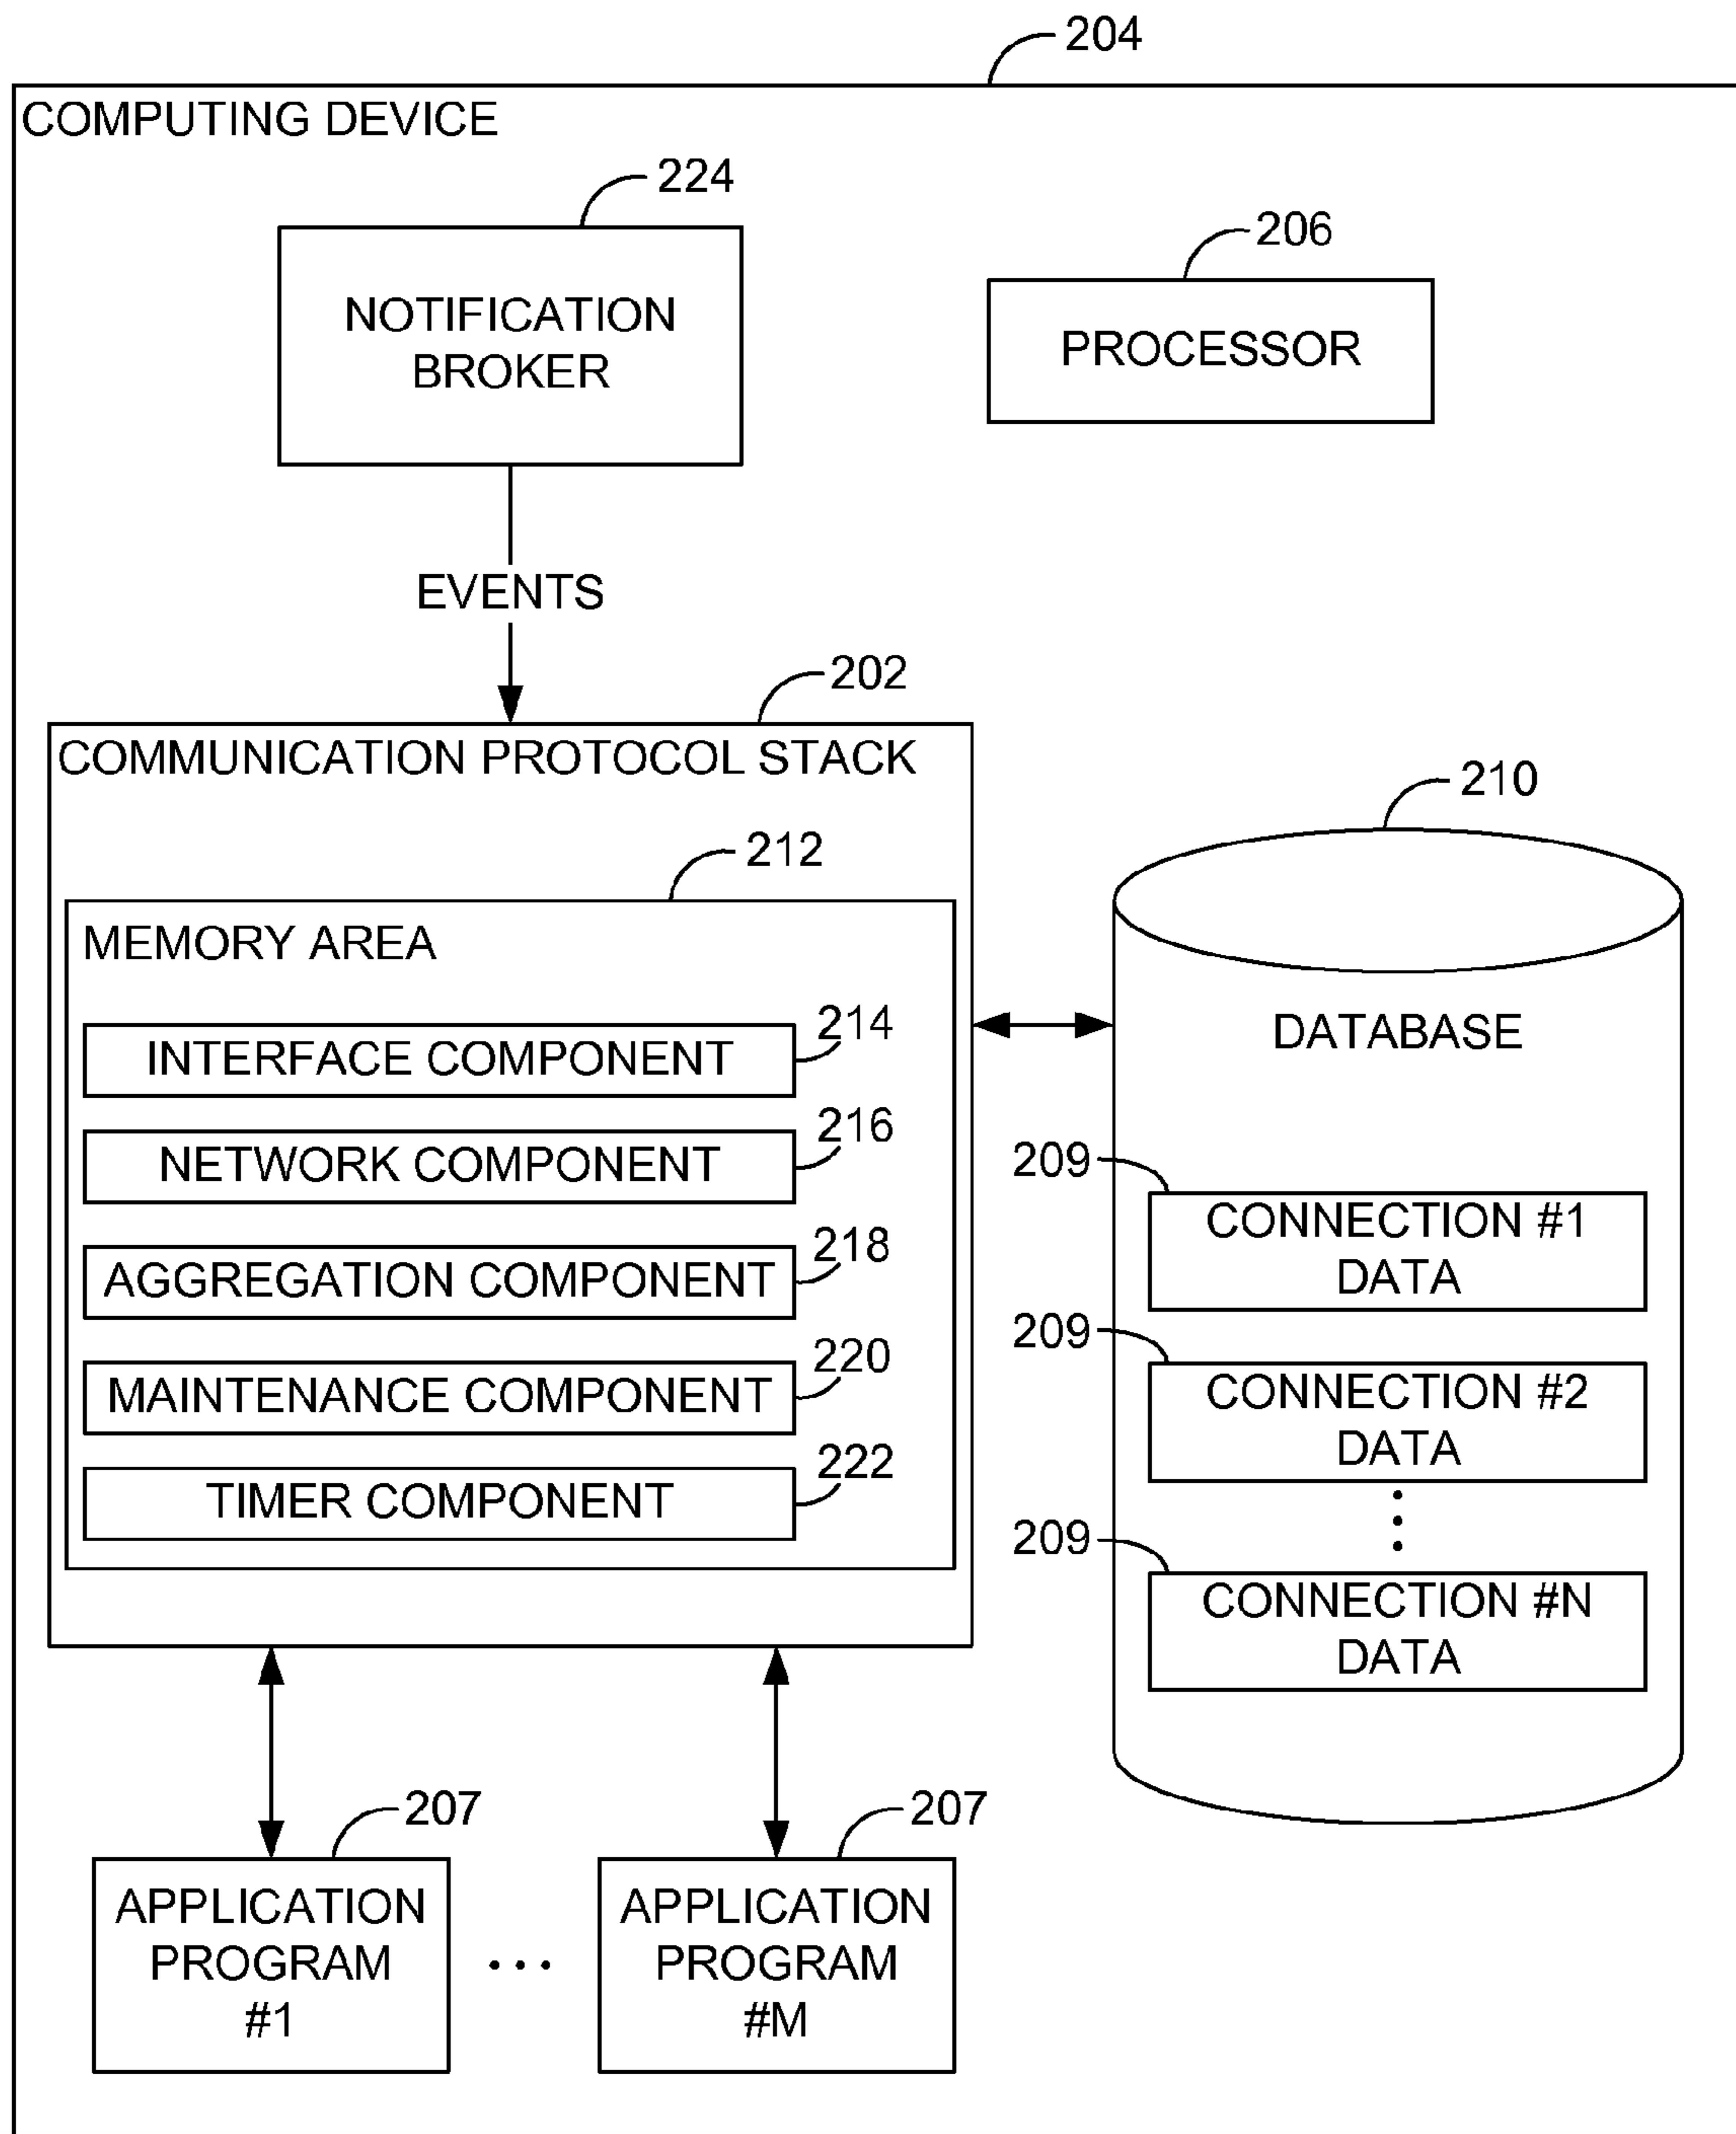 204
COMPUTING DEVICE
224
NOTIFICATION
BROKER
206
PROCESSOR
EVENTS
202
COMMUNICATION PROTOCOL STACK
212
MEMORY AREA
214
INTERFACE COMPONENT
216
NETWORK COMPONENT
218
AGGREGATION COMPONENT
220
MAINTENANCE COMPONENT
222
TIMER COMPONENT
210
DATABASE
209
CONNECTION #1
DATA
209
CONNECTION #2
DATA
209
CONNECTION #N
DATA
207
APPLICATION
PROGRAM
#1
...
207
APPLICATION
PROGRAM
#M